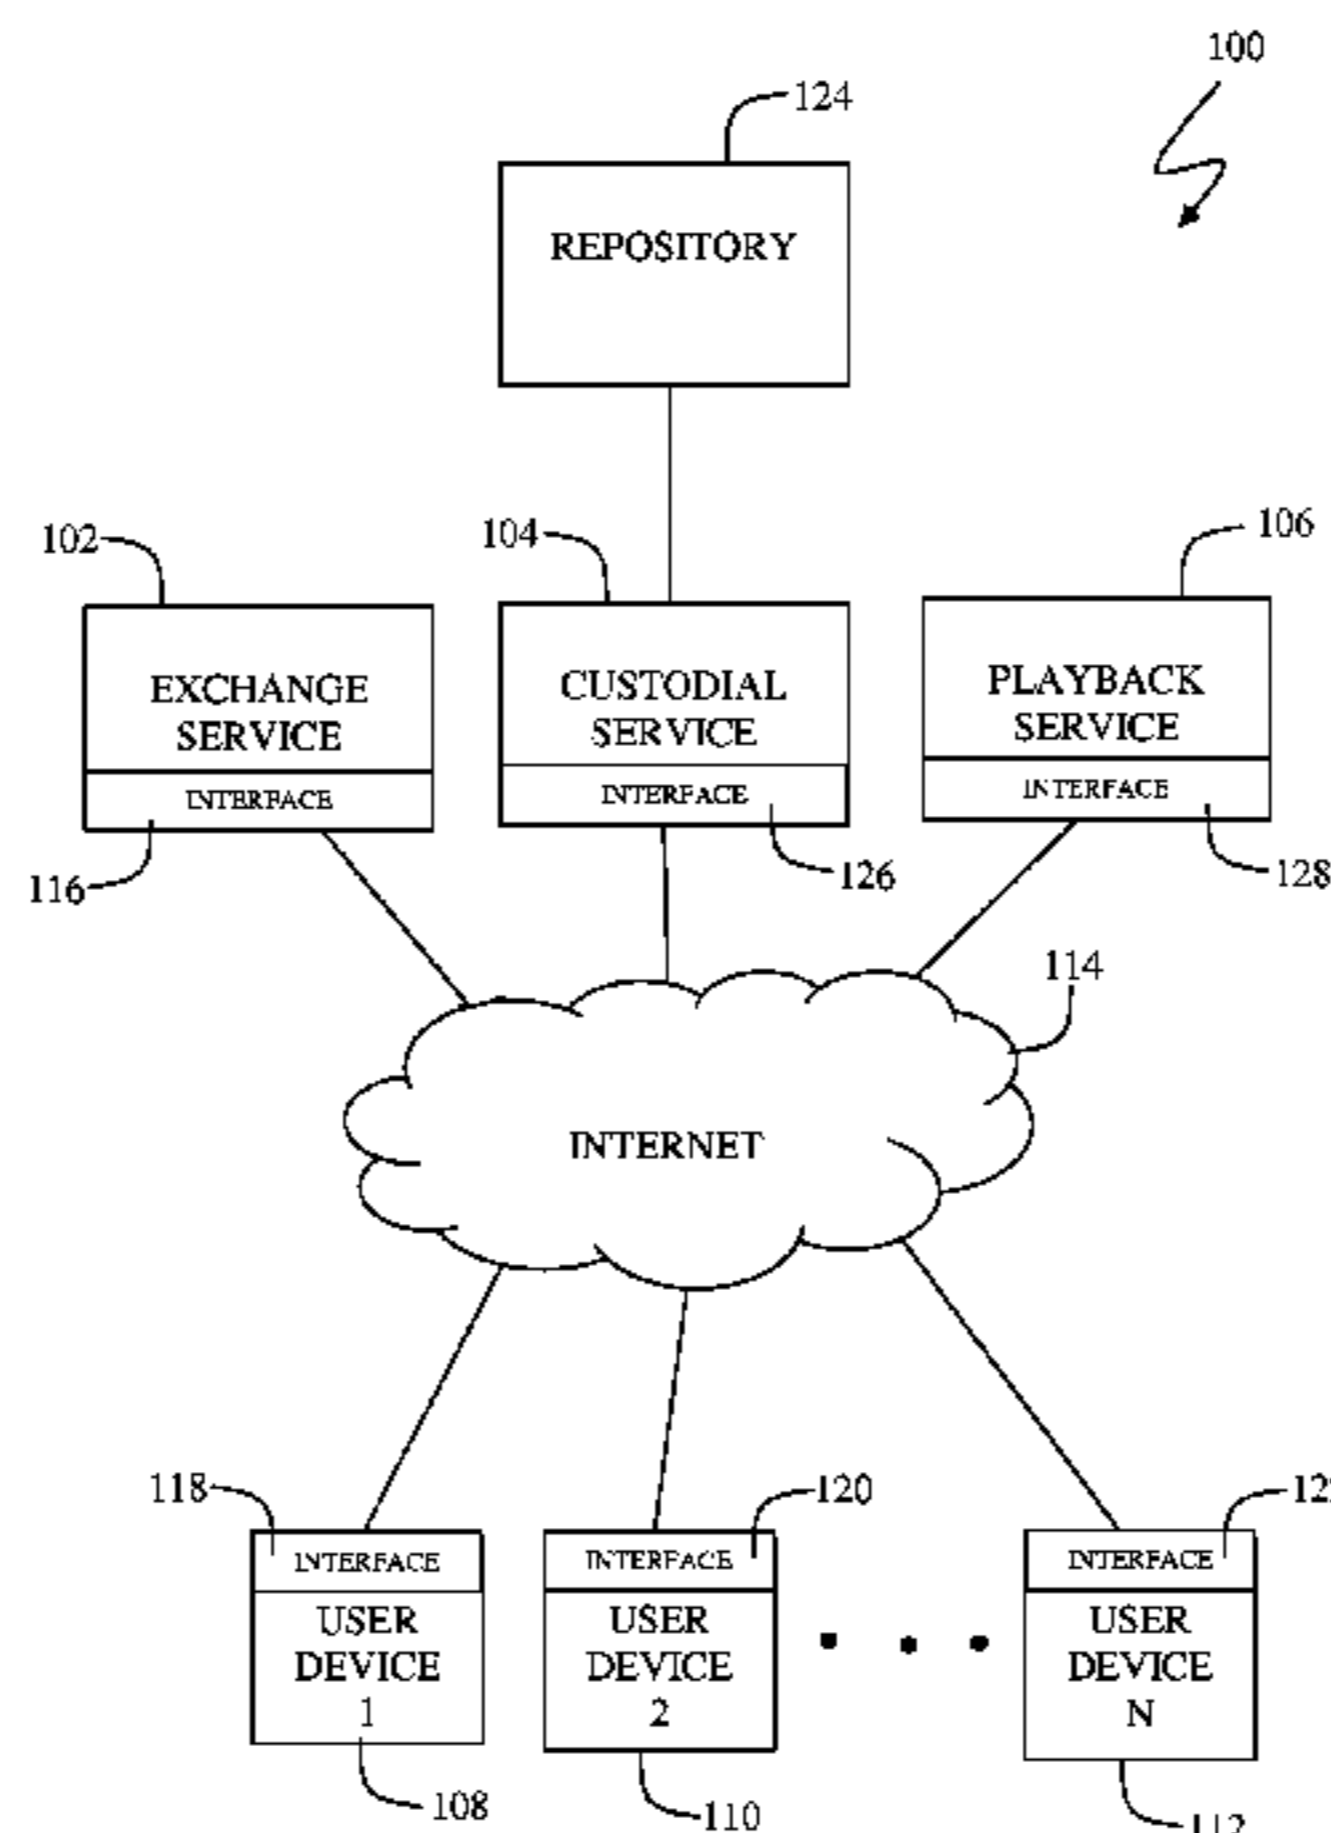 100
124
REPOSITORY
102
104
106
EXCHANGE
SERVICE
INTERFACE
116
CUSTODIAL
SERVICE
INTERFACE
126
PLAYBACK
SERVICE
INTERFACE
128
114
INTERNET
118
INTERFACE
USER
DEVICE
1
108
120
INTERFACE
USER
DEVICE
2
110
INTERFACE
USER
DEVICE
N
112